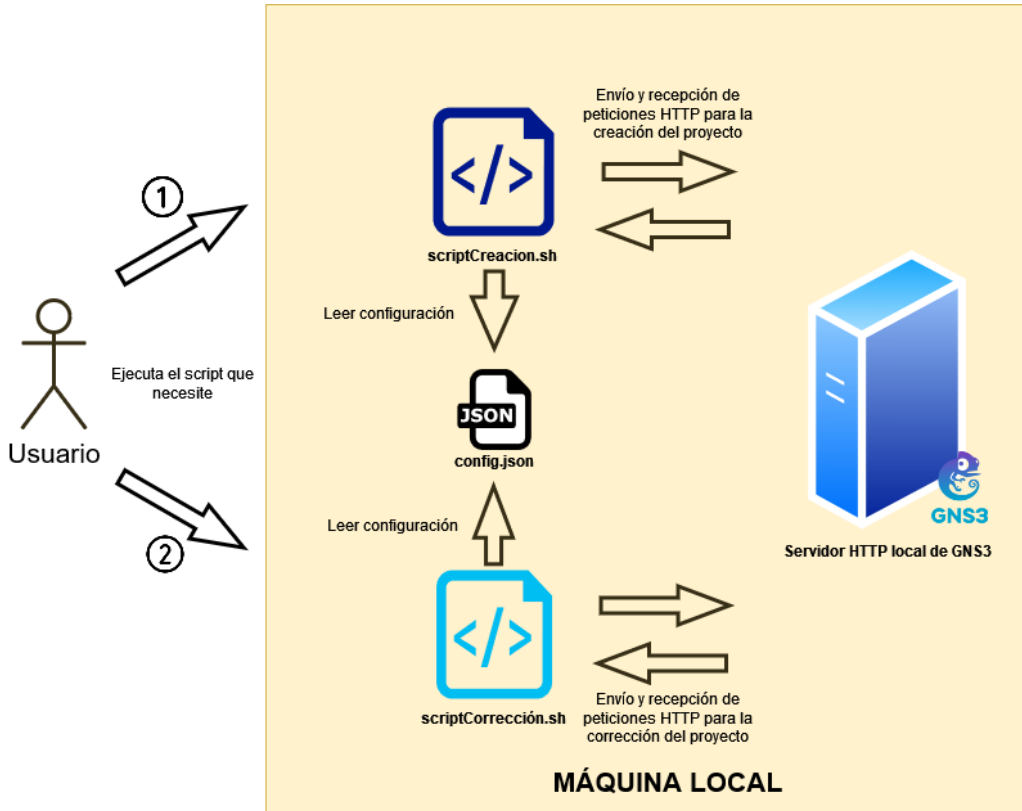 Envío y recepción de
peticiones HTTP para la
creación del proyecto
1
</>
scriptCreacion.sh
Leer configuración
Ejecuta el script que
necesite
Usuario
JSON
config.json
GNS3
Servidor HTTP local de GNS3
Leer configuración
2
</>
scriptCorrección.sh
Envío y recepción de
peticiones HTTP para la
corrección del proyecto
MÁQUINA LOCAL